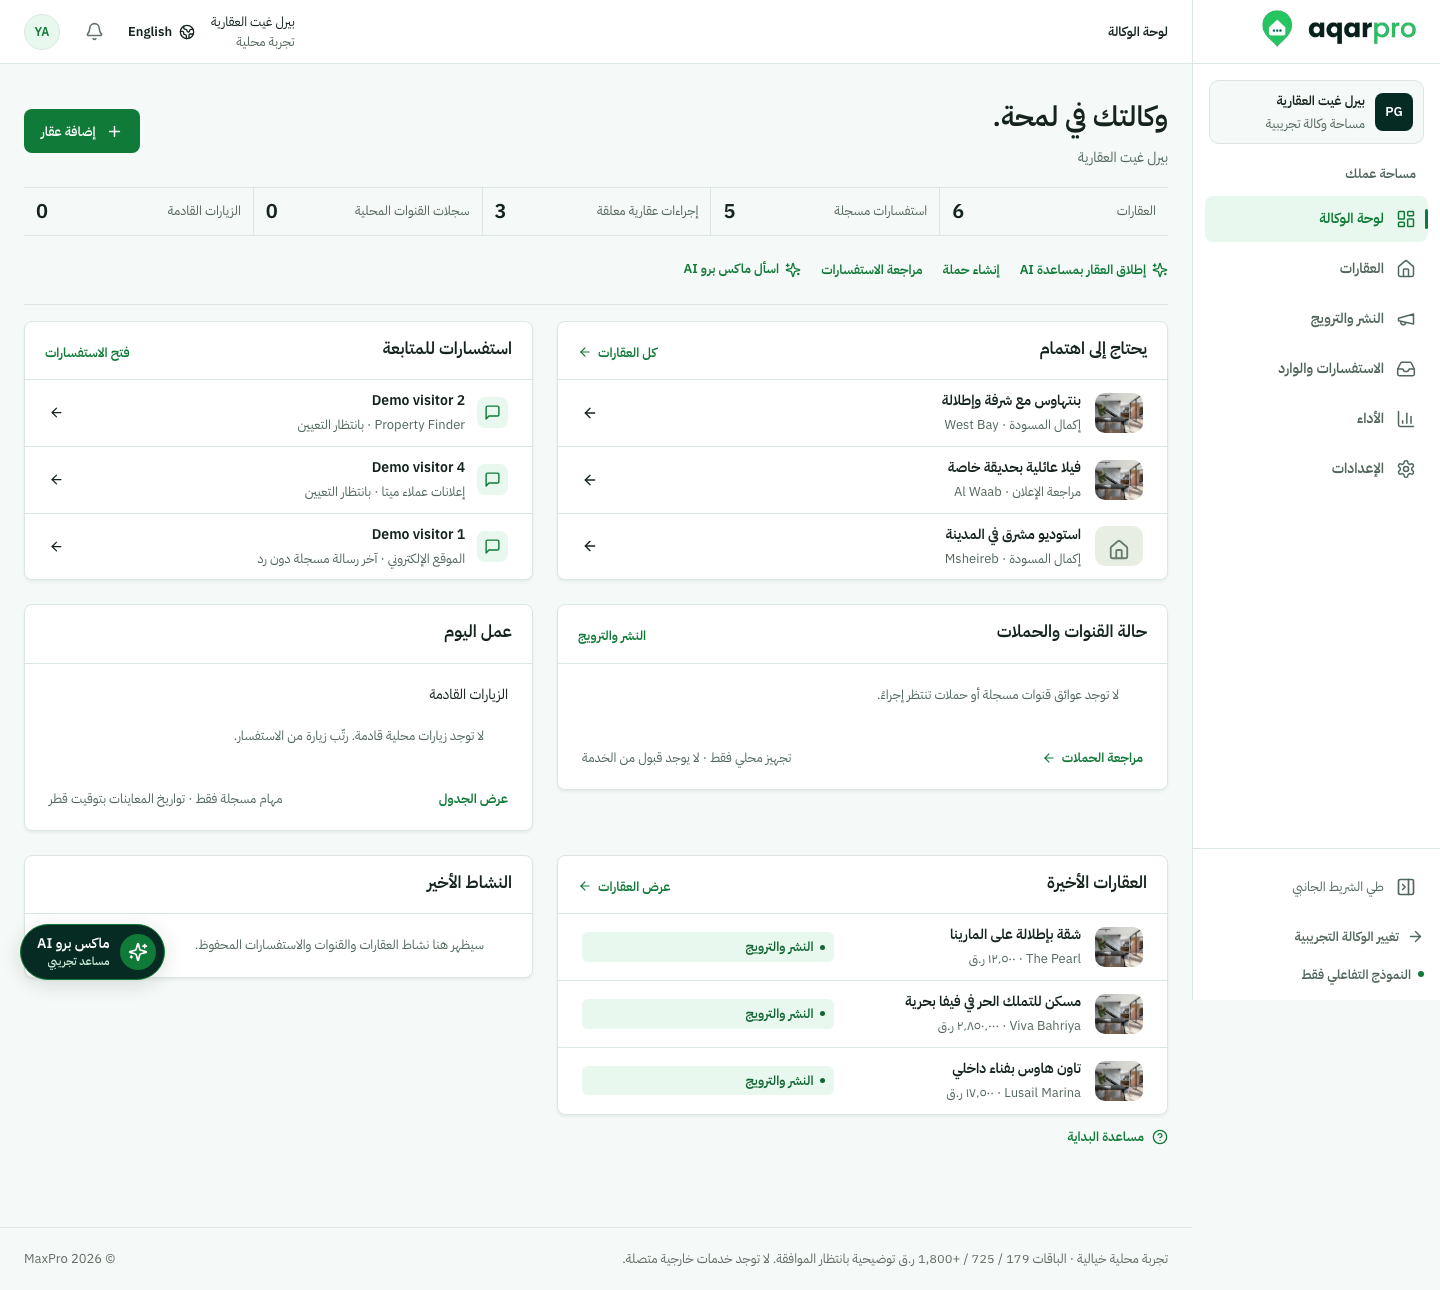 aqarpro
لوحة الوكالة
بيرل غيت العقارية
تجربة محلية
English
YA
PG
بيرل غيت العقارية
مساحة وكالة تجريبية
مساحة عملك
لوحة الوكالة
العقارات
النشر والترويج
الاستفسارات والوارد
الأداء
الإعدادات
طي الشريط الجانبي
تغيير الوكالة التجريبية
النموذج التفاعلي فقط
وكالتك في لمحة.
بيرل غيت العقارية
إضافة عقار
العقارات 6
استفسارات مسجلة 5
إجراءات عقارية معلقة 3
سجلات القنوات المحلية 0
الزيارات القادمة 0
إطلاق العقار بمساعدة AI
إنشاء حملة
مراجعة الاستفسارات
اسأل ماكس برو AI
يحتاج إلى اهتمام
كل العقارات
بنتهاوس مع شرفة وإطلالة
إكمال المسودة · West Bay
فيلا عائلية بحديقة خاصة
مراجعة الإعلان · Al Waab
استوديو مشرق في المدينة
إكمال المسودة · Msheireb
استفسارات للمتابعة
فتح الاستفسارات
Demo visitor 2
Property Finder · بانتظار التعيين
Demo visitor 4
إعلانات عملاء ميتا · بانتظار التعيين
Demo visitor 1
الموقع الإلكتروني · آخر رسالة مسجلة دون رد
حالة القنوات والحملات
النشر والترويج
لا توجد عوائق قنوات مسجلة أو حملات تنتظر إجراءً.
مراجعة الحملات
تجهيز محلي فقط · لا يوجد قبول من الخدمة
عمل اليوم
الزيارات القادمة
لا توجد زيارات محلية قادمة. رتّب زيارة من الاستفسار.
عرض الجدول
مهام مسجلة فقط · تواريخ المعاينات بتوقيت قطر
العقارات الأخيرة
عرض العقارات
شقة بإطلالة على المارينا
The Pearl · ١٢٬٥٠٠ ر.ق
النشر والترويج
مسكن للتملك الحر في فيفا بحرية
Viva Bahriya · ٢٬٨٥٠٬٠٠٠ ر.ق
النشر والترويج
تاون هاوس بفناء داخلي
Lusail Marina · ١٧٬٥٠٠ ر.ق
النشر والترويج
النشاط الأخير
سيظهر هنا نشاط العقارات والقنوات والاستفسارات المحفوظ.
ماكس برو AI
مساعد تجريبي
مساعدة البداية
تجربة محلية خيالية · الباقات 179 / 725 / +1,800 ر.ق توضيحية بانتظار الموافقة. لا توجد خدمات خارجية متصلة.
© 2026 MaxPro